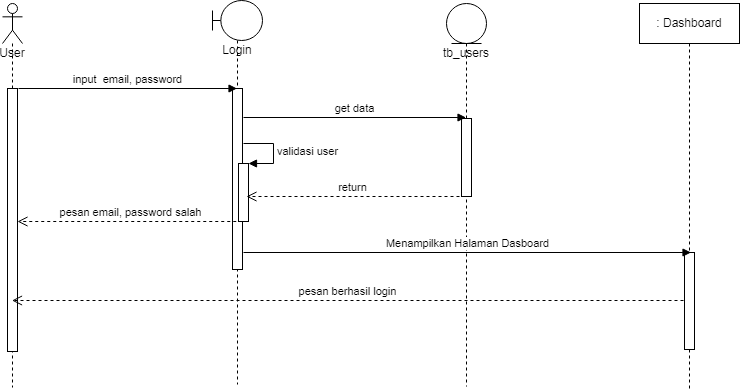 User
Login
tb_users
: Dashboard
input email, password
get data
validasi user
return
pesan email, password salah
Menampilkan Halaman Dasboard
pesan berhasil login